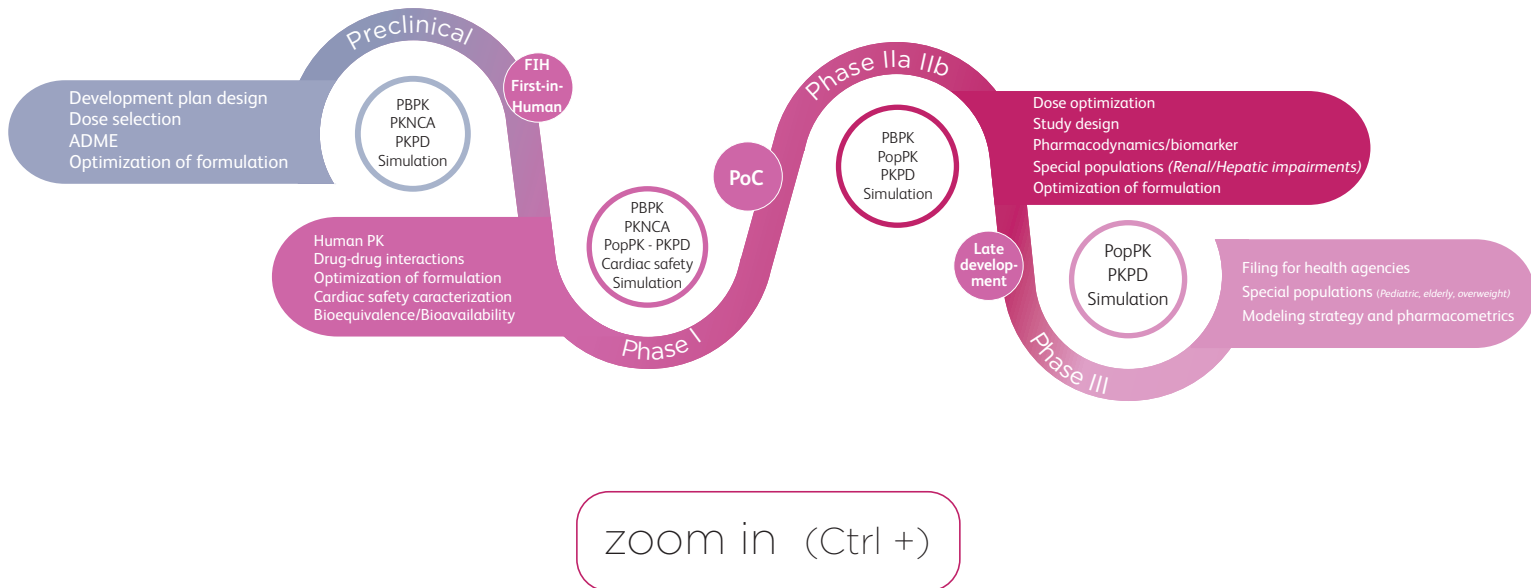 Preclinical
Development plan design
Dose selection
ADME
Optimization of formulation
PBPK
PKNCA
PKPD
Simulation
FIH
First-in-
Human
Human PK
Drug-drug interactions
Optimization of formulation
Cardiac safety caracterization
Bioequivalence/Bioavailability
PBPK
PKNCA
PopPK - PKPD
Cardiac safety
Simulation
Phase I
PoC
Phase IIa IIb
PBPK
PopPK
PKPD
Simulation
Dose optimization
Study design
Pharmacodynamics/biomarker
Special populations (Renal/Hepatic impairments)
Optimization of formulation
Late
develop-
ment
PopPK
PKPD
Simulation
Phase III
Filing for health agencies
Special populations (Pediatric, elderly, overweight)
Modeling strategy and pharmacometrics
zoom in (Ctrl +)